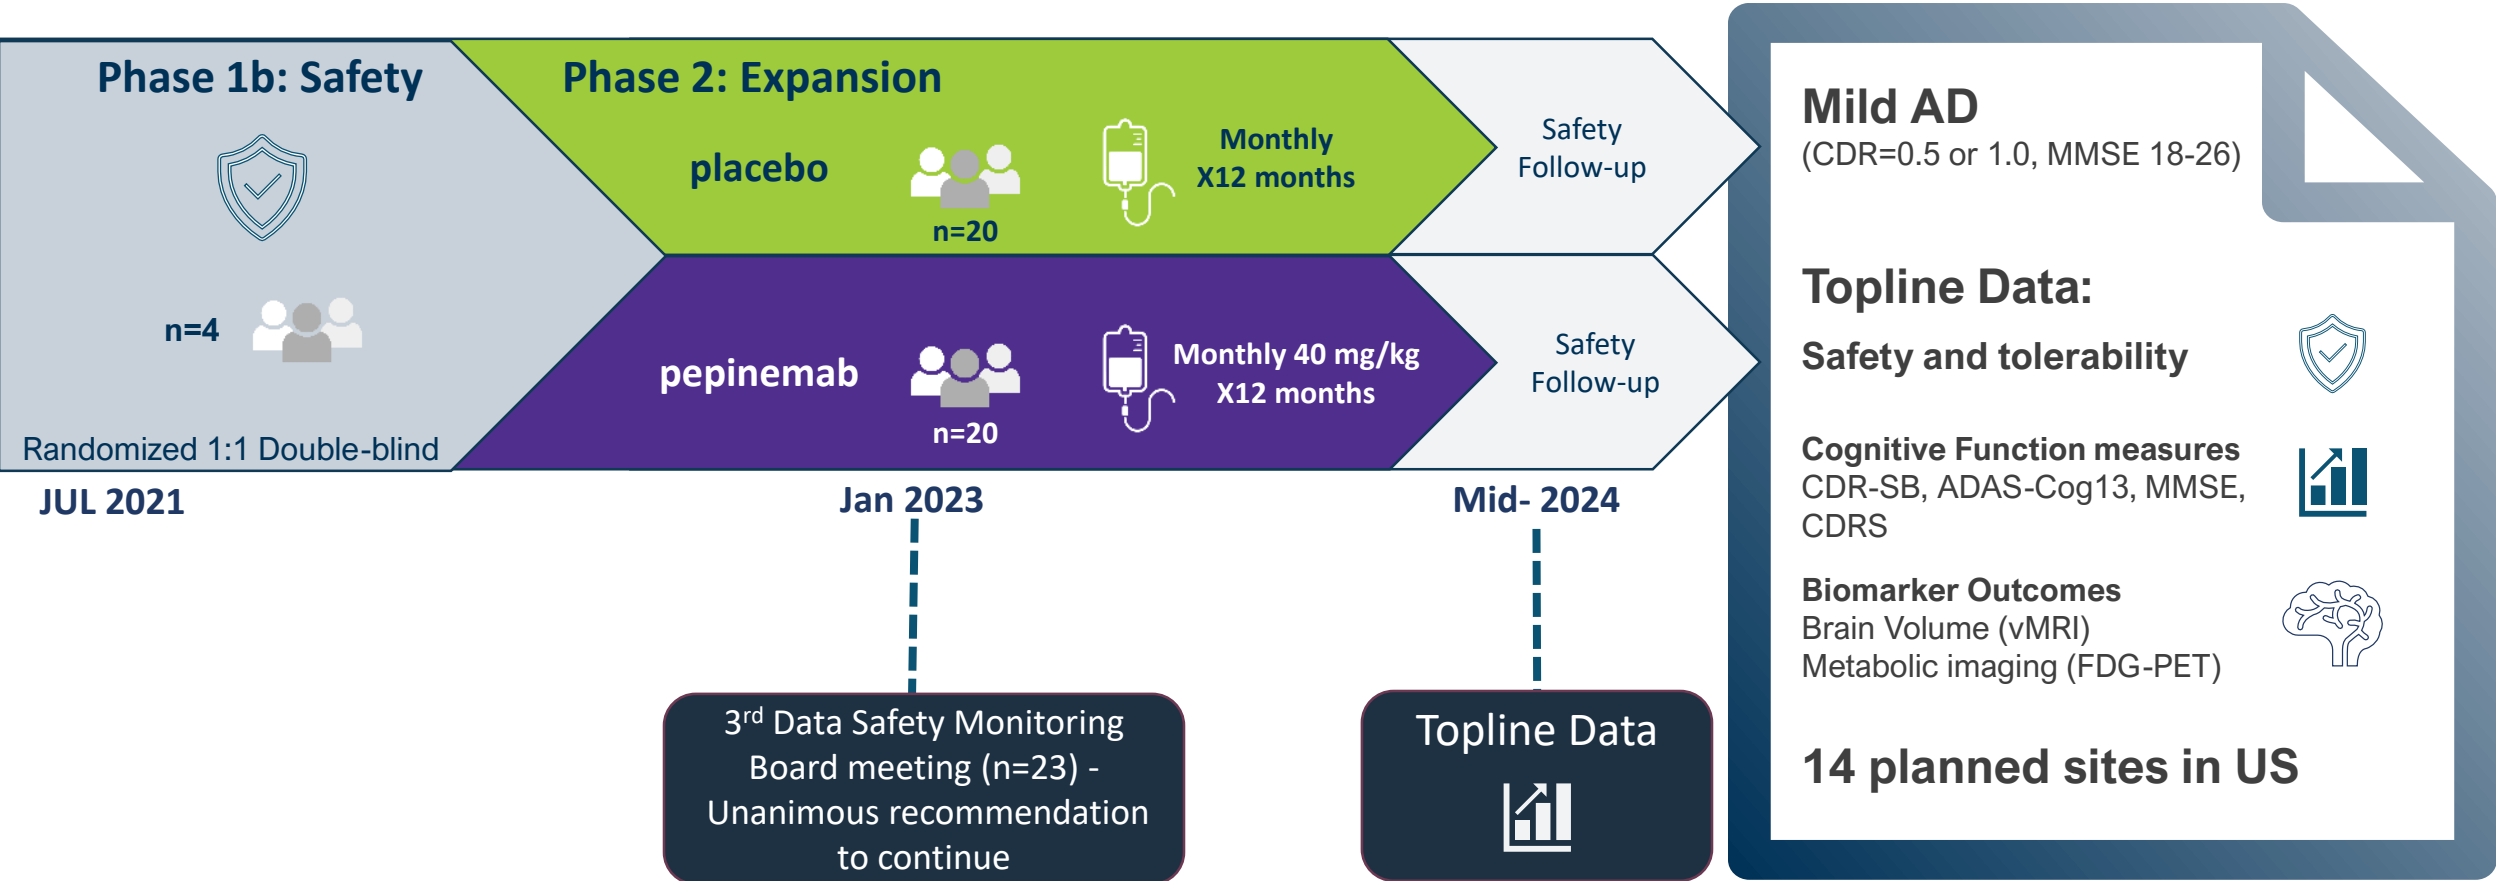 Phase 1b: Safety
n=4
Randomized 1:1 Double-blind
Phase 2: Expansion
placebo
n=20
Monthly
X12 months
Safety
Follow-up
pepinemab
n=20
Monthly 40 mg/kg
X12 months
Safety
Follow-up
JUL 2021
Jan 2023
Mid- 2024
3rd Data Safety Monitoring
Board meeting (n=23) -
Unanimous recommendation
to continue
Topline Data
Mild AD
(CDR=0.5 or 1.0, MMSE 18-26)
Topline Data:
Safety and tolerability
Cognitive Function measures
CDR-SB, ADAS-Cog13, MMSE,
CDRS
Biomarker Outcomes
Brain Volume (vMRI)
Metabolic imaging (FDG-PET)
14 planned sites in US